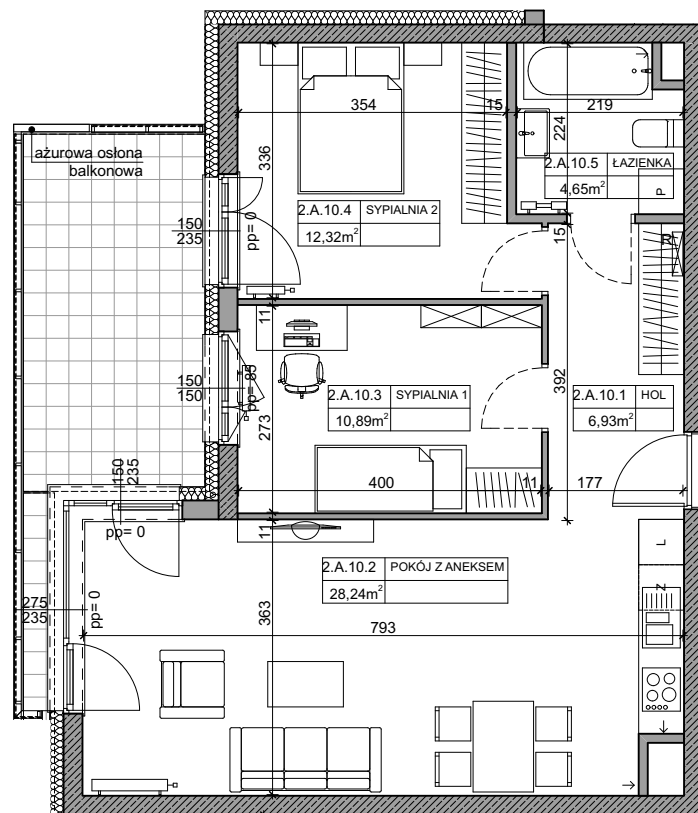 354
15
219
336
224
ażurowa osłona
balkonowa
2.A.10.5 ŁAZIENKA
4,65m²
P
2.A.10.4 SYPIALNIA 2
12,32m²
150
235
pp= 0
15
R
11
150
150
pp= 85
2.A.10.3 SYPIALNIA 1
10,89m²
392
2.A.10.1 HOL
6,93m²
273
400
11
177
150
235
pp= 0
11
L
2.A.10.2 POKÓJ Z ANEKSEM
28,24m²
Z
275
235
pp= 0
363
793